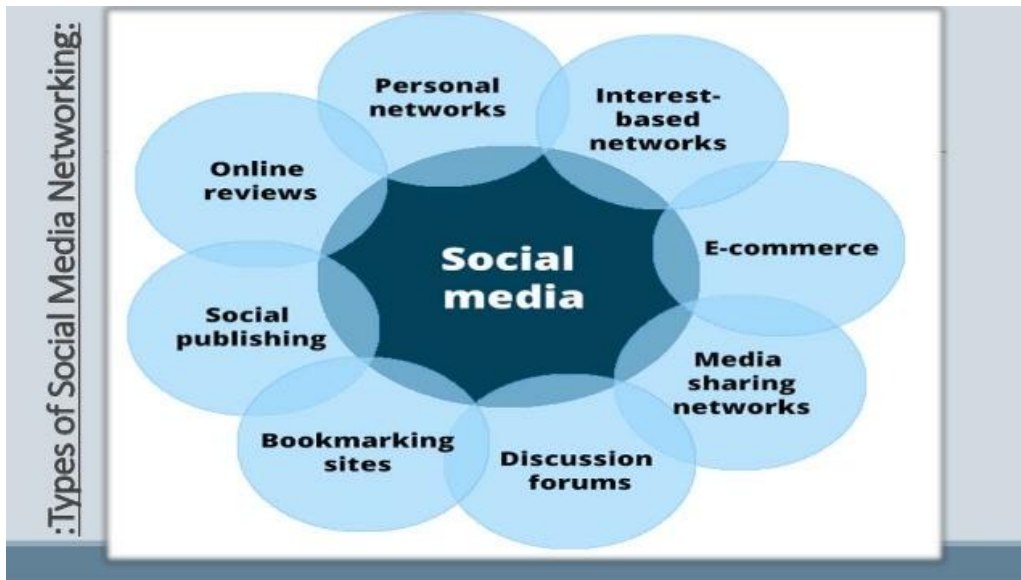 :Types of Social Media Networking:
Personal
networks
Interest-
based
networks
Online
reviews
E-commerce
Social
media
Social
publishing
Media
sharing
networks
Bookmarking
sites
Discussion
forums